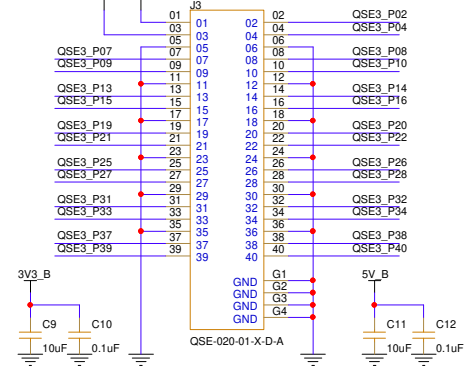 J3
01 01 02 02 QSE3_P02
03 03 04 04 QSE3_P04
05 05 06 06
QSE3_P07 07 07 08 08 QSE3_P08
QSE3_P09 09 09 10 10 QSE3_P10
11 11 12 12
QSE3_P13 13 13 14 14 QSE3_P14
QSE3_P15 15 15 16 16 QSE3_P16
17 17 18 18
QSE3_P19 19 19 20 20 QSE3_P20
QSE3_P21 21 21 22 22 QSE3_P22
23 23 24 24
QSE3_P25 25 25 26 26 QSE3_P26
QSE3_P27 27 27 28 28 QSE3_P28
29 29 30 30
QSE3_P31 31 31 32 32 QSE3_P32
QSE3_P33 33 33 34 34 QSE3_P34
35 35 36 36
QSE3_P37 37 37 38 38 QSE3_P38
QSE3_P39 39 39 40 40 QSE3_P40
GND G1
GND G2
GND G3
GND G4
QSE-020-01-X-D-A
3V3_B
C9 C10
10uF 0.1uF
5V_B
C11 C12
10uF 0.1uF